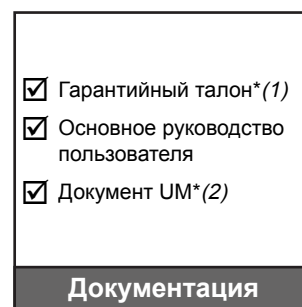 Гарантийный талон*(1)
Основное руководство
пользователя
Документ UM*(2)
Документация